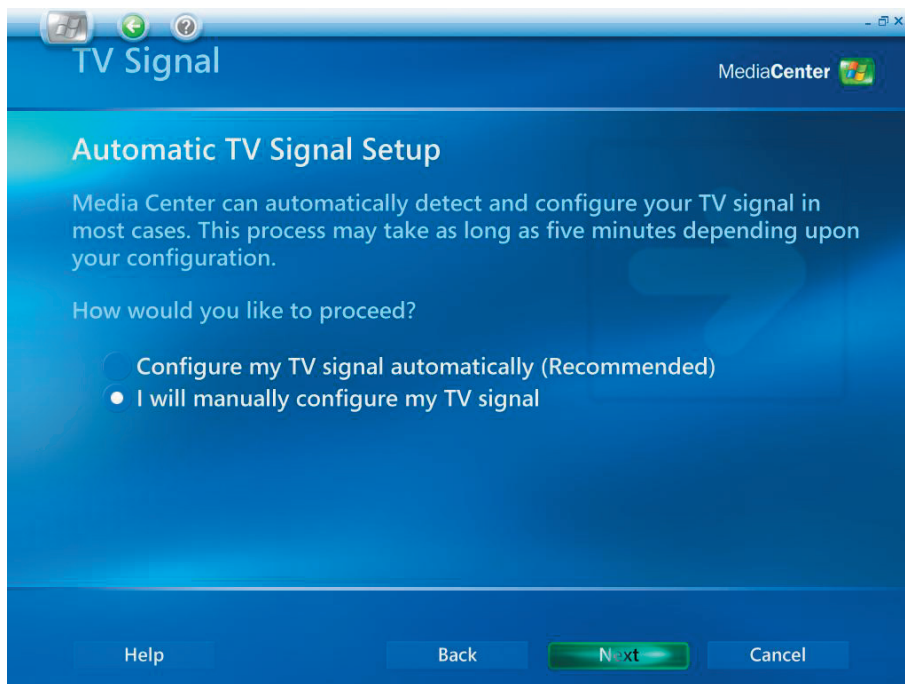 TV Signal
MediaCenter
Automatic TV Signal Setup
Media Center can automatically detect and configure your TV signal in
most cases. This process may take as long as five minutes depending upon
your configuration.
How would you like to proceed?
Configure my TV signal automatically (Recommended)
I will manually configure my TV signal
Help Back Next Cancel